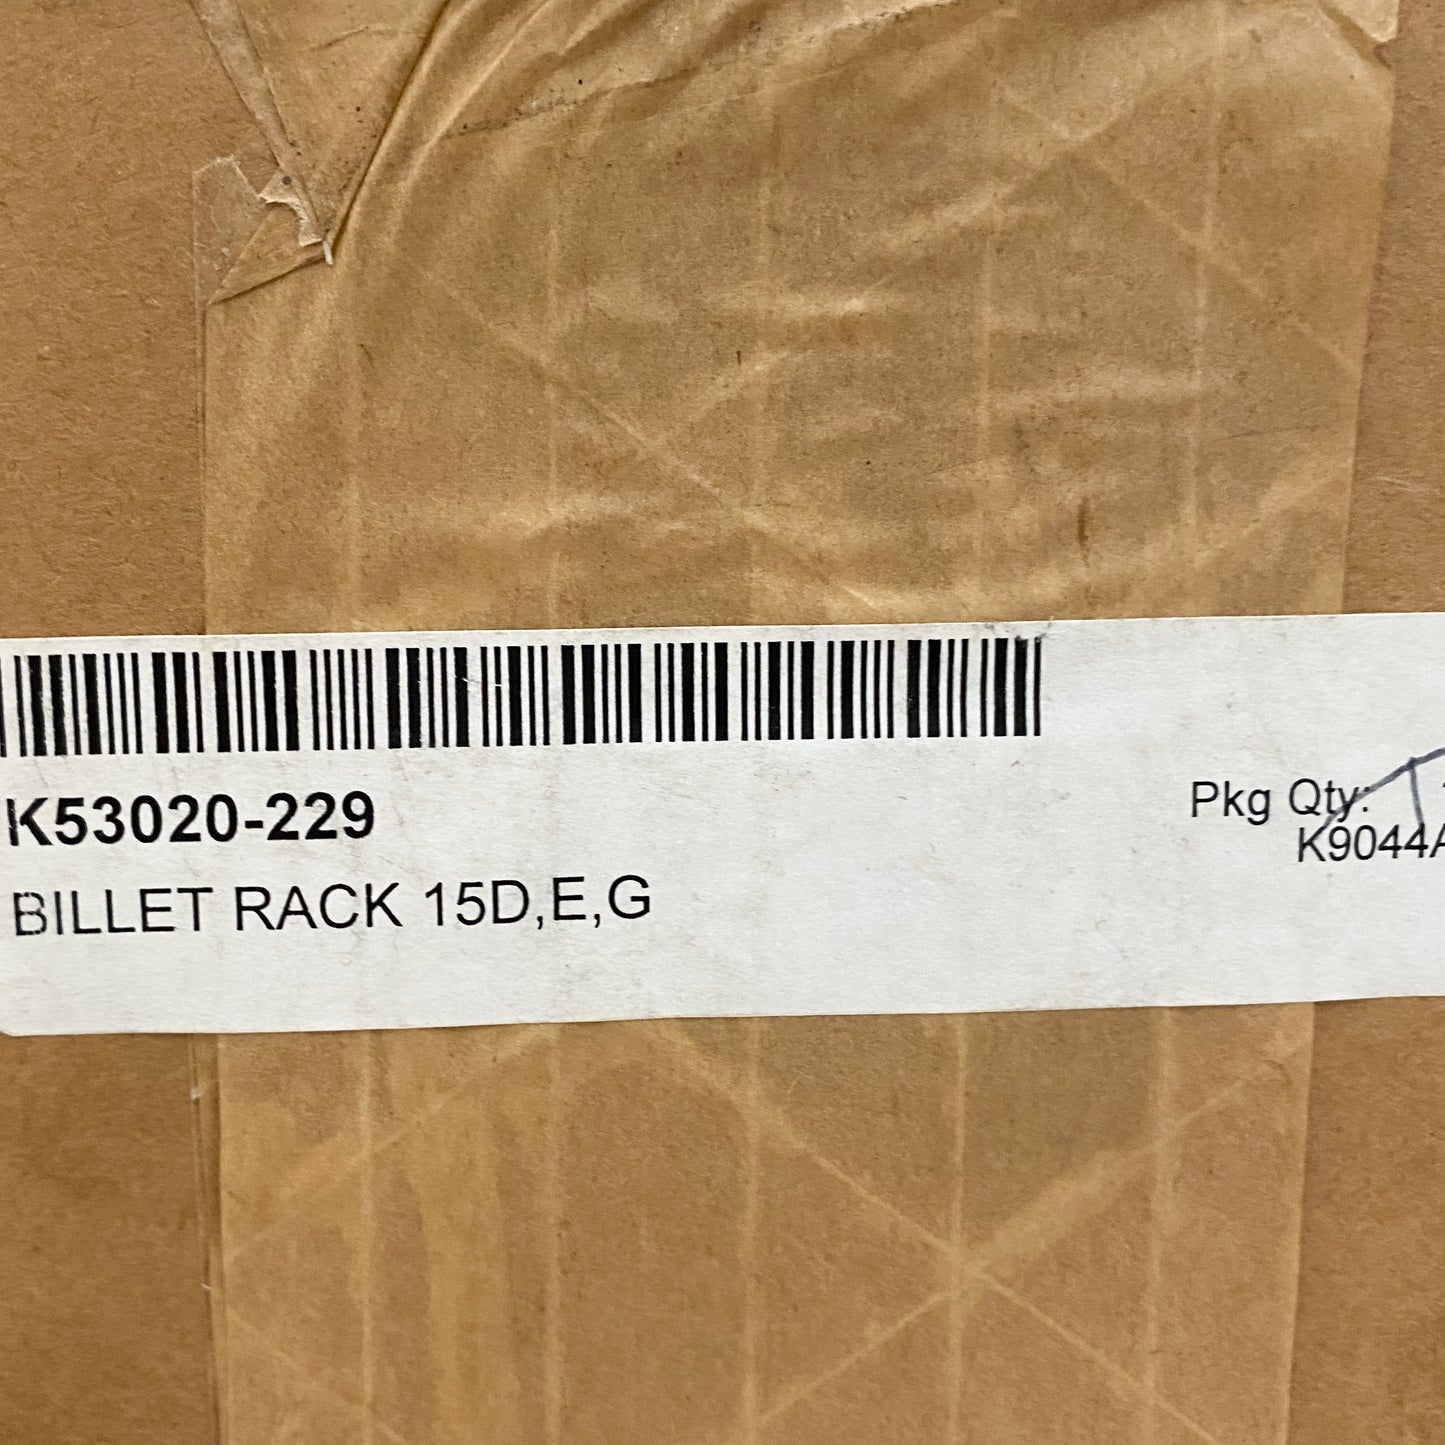 K53020-229
BILLET RACK 15D,E,G
Pkg Qty:
K9044A